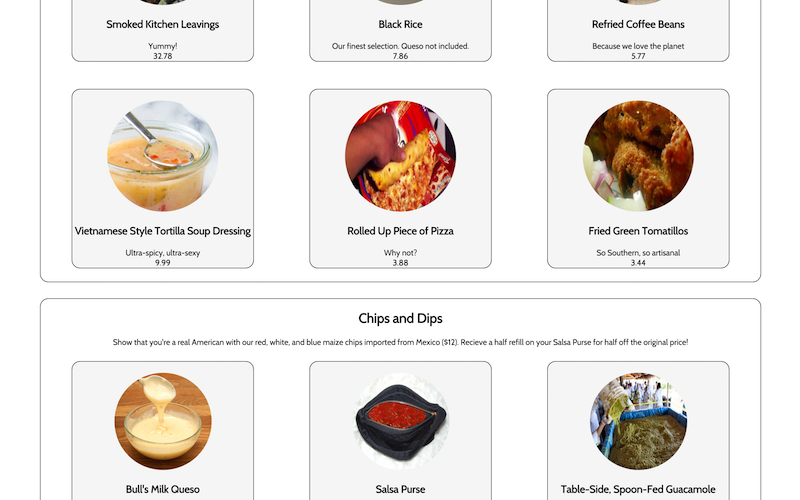 Smoked Kitchen Leavings
Yummy!
32.78
Black Rice
Our finest selection. Queso not included.
7.86
Refried Coffee Beans
Because we love the planet
5.77
Vietnamese Style Tortilla Soup Dressing
Ultra-spicy, ultra-sexy
9.99
Rolled Up Piece of Pizza
Why not?
3.88
Fried Green Tomatillos
So Southern, so artisanal
3.44
Chips and Dips
Show that you're a real American with our red, white, and blue maize chips imported from Mexico ($12). Recieve a half refill on your Salsa Purse for half off the original price!
Bull's Milk Queso
Salsa Purse
Table-Side, Spoon-Fed Guacamole